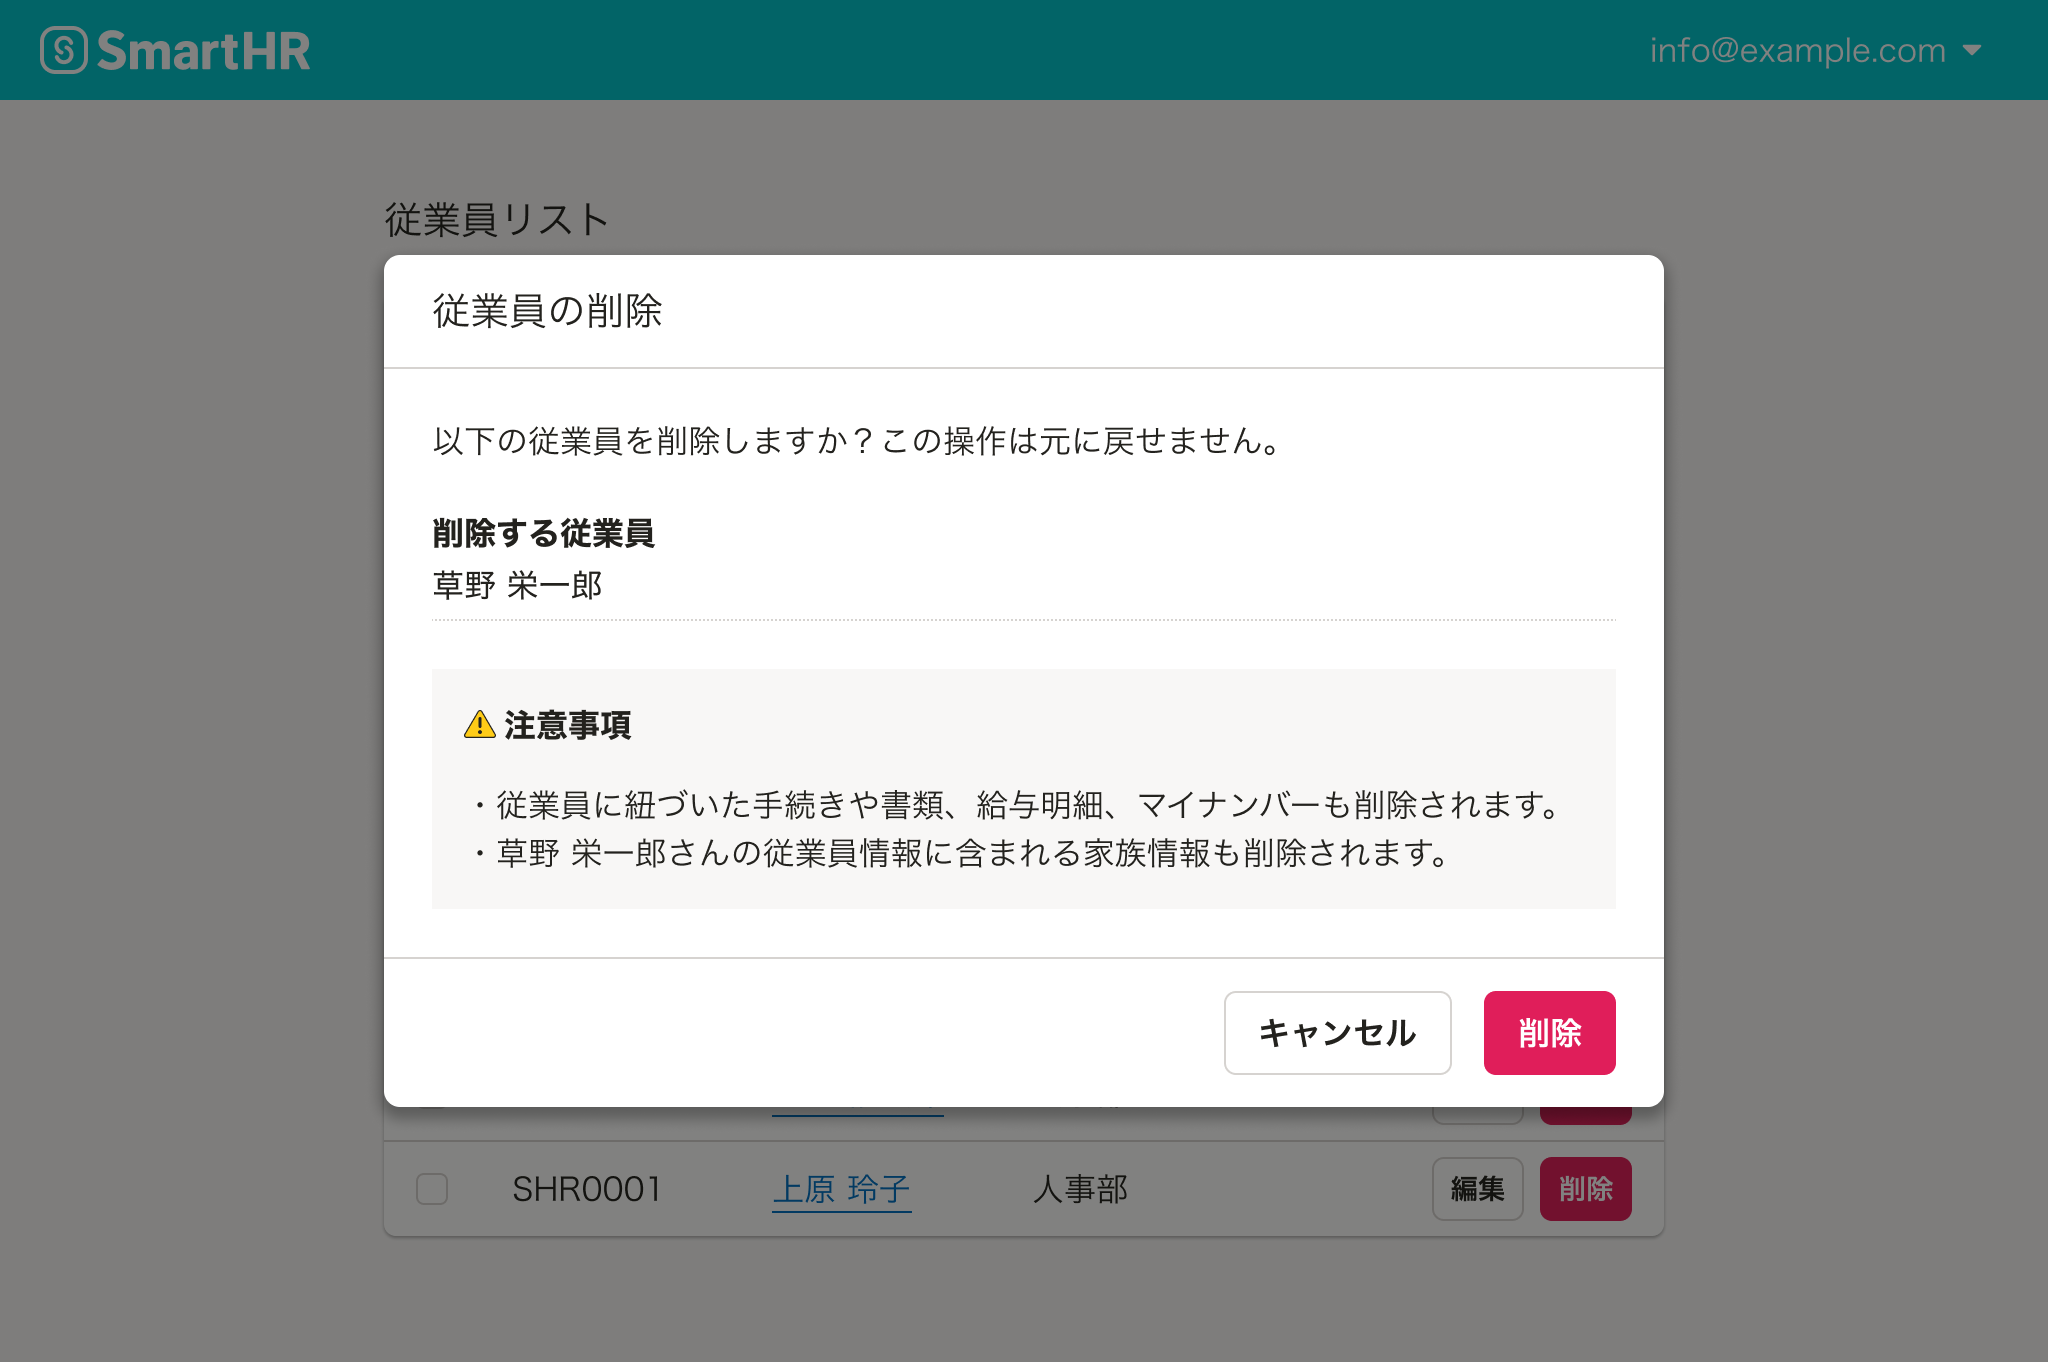 SmartHR
info@example.com
従業員リスト
従業員の削除
以下の従業員を削除しますか？この操作は元に戻せません。
削除する従業員
草野 栄一郎
注意事項
・従業員に紐づいた手続きや書類、給与明細、マイナンバーも削除されます。
・草野 栄一郎さんの従業員情報に含まれる家族情報も削除されます。
キャンセル 削除
SHR0001 上原 玲子 人事部 編集 削除